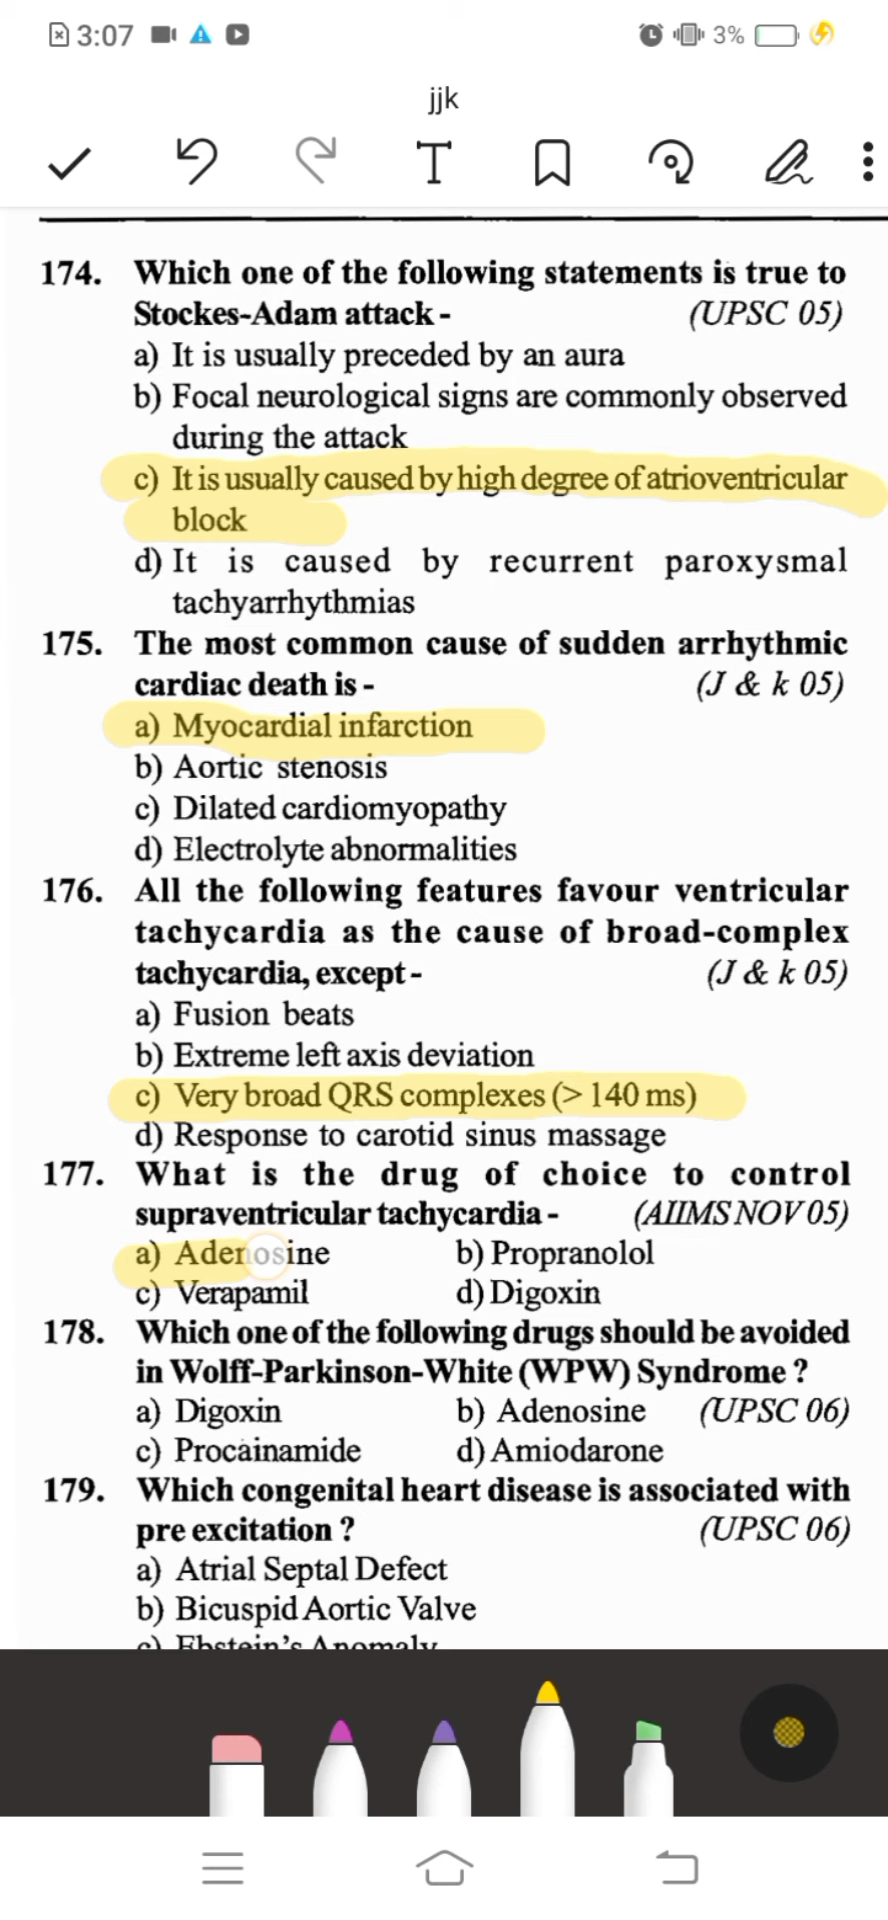 3:07
3%
jjk
174. Which one of the following statements is true to
Stockes-Adam attack - (UPSC 05)
a) It is usually preceded by an aura
b) Focal neurological signs are commonly observed
during the attack
c) It is usually caused by high degree of atrioventricular
block
d) It is caused by recurrent paroxysmal
tachyarrhythmias
175. The most common cause of sudden arrhythmic
cardiac death is - (J & k 05)
a) Myocardial infarction
b) Aortic stenosis
c) Dilated cardiomyopathy
d) Electrolyte abnormalities
176. All the following features favour ventricular
tachycardia as the cause of broad-complex
tachycardia, except - (J & k 05)
a) Fusion beats
b) Extreme left axis deviation
c) Very broad QRS complexes (> 140 ms)
d) Response to carotid sinus massage
177. What is the drug of choice to control
supraventricular tachycardia - (AIIMS NOV 05)
a) Adenosine b) Propranolol
c) Verapamil d) Digoxin
178. Which one of the following drugs should be avoided
in Wolff-Parkinson-White (WPW) Syndrome ?
a) Digoxin b) Adenosine (UPSC 06)
c) Procainamide d) Amiodarone
179. Which congenital heart disease is associated with
pre excitation ? (UPSC 06)
a) Atrial Septal Defect
b) Bicuspid Aortic Valve
c) Ebstein's Anomaly